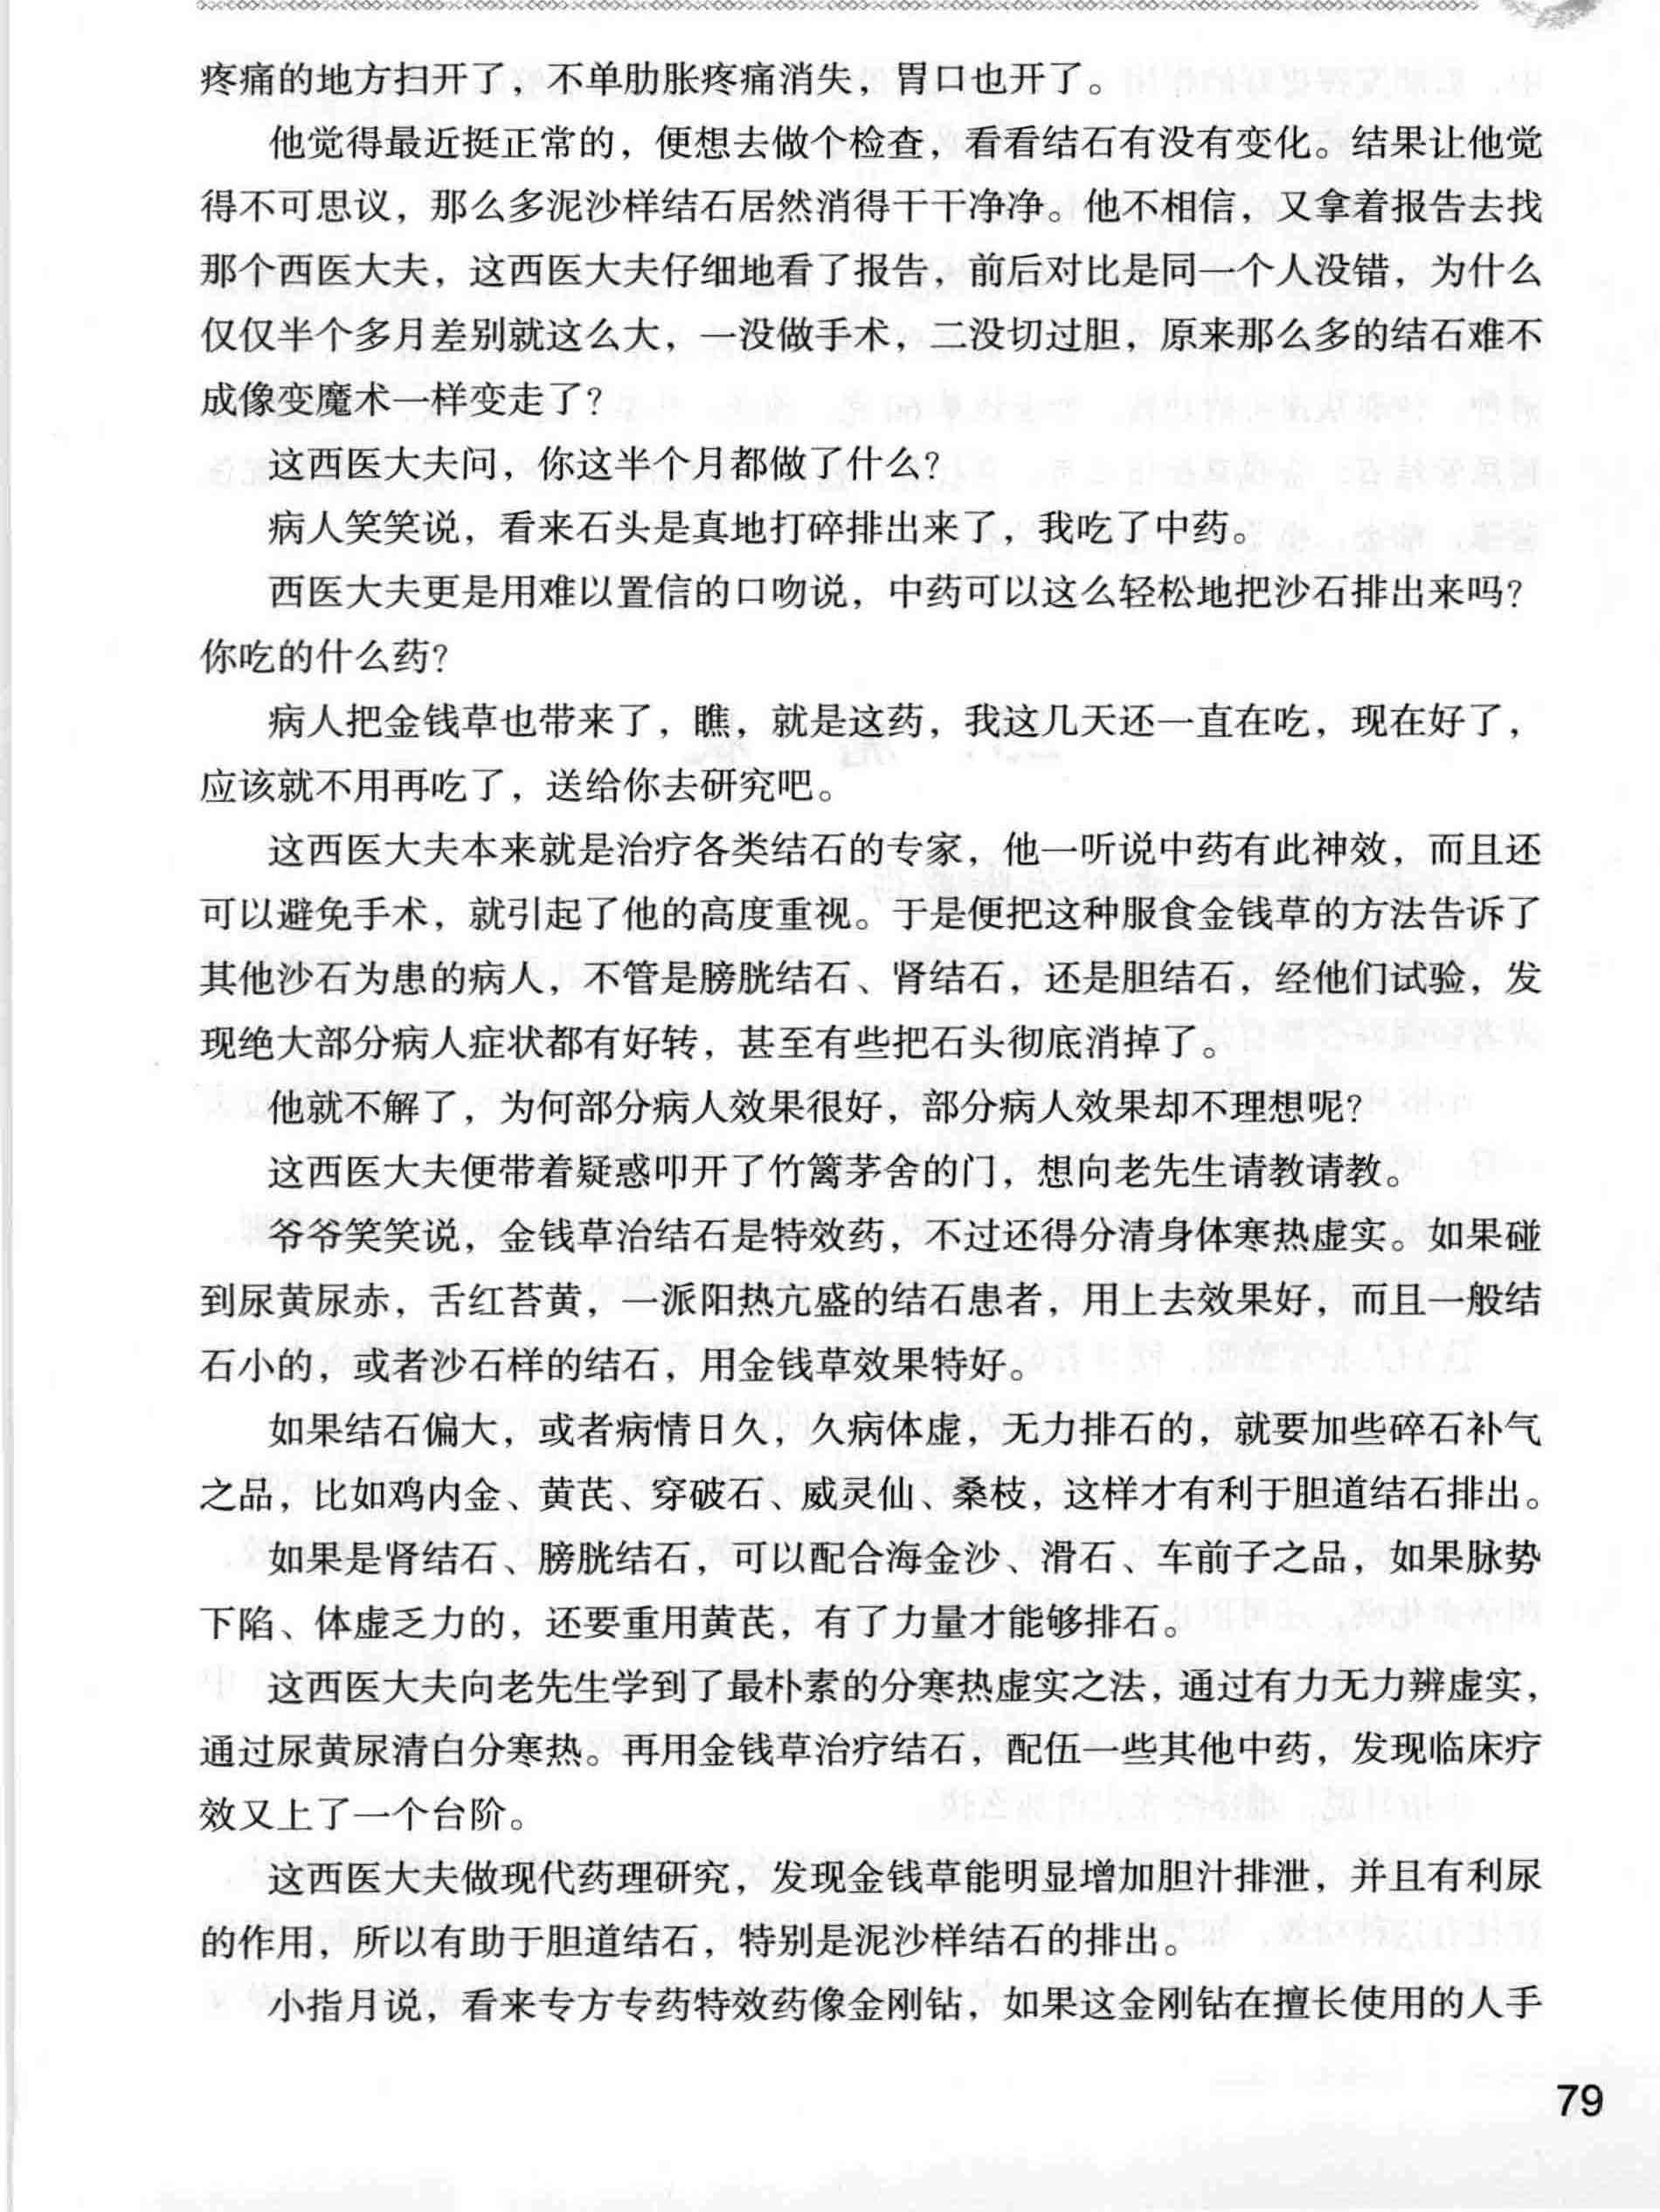 疼痛的地方扫开了，不单肋胀疼痛消失，胃口也开了。
他觉得最近挺正常的，便想去做个检查，看看结石有没有变化。结果让他觉
得不可思议，那么多泥沙样结石居然消得干干净净。他不相信，又拿着报告去找
那个西医大夫，这西医大夫仔细地看了报告，前后对比是同一个人没错，为什么
仅仅半个多月差别就这么大，一没做手术，二没切过胆，原来那么多的结石难不
成像变魔术一样变走了？
这西医大夫问，你这半个月都做了什么？
病人笑笑说，看来石头是真地打碎排出来了，我吃了中药。
西医大夫更是用难以置信的口吻说，中药可以这么轻松地把沙石排出来吗？
你吃的什么药？
病人把金钱草也带来了，瞧，就是这药，我这几天还一直在吃，现在好了，
应该就不用再吃了，送给你去研究吧。
这西医大夫本来就是治疗各类结石的专家，他一听说中药有此神效，而且还
可以避免手术，就引起了他的高度重视。于是便把这种服食金钱草的方法告诉了
其他沙石为患的病人，不管是膀胱结石、肾结石，还是胆结石，经他们试验，发
现绝大部分病人症状都有好转，甚至有些把石头彻底消掉了。
他就不解了，为何部分病人效果很好，部分病人效果却不理想呢？
这西医大夫便带着疑惑叩开了竹篱茅舍的门，想向老先生请教请教。
爷爷笑笑说，金钱草治结石是特效药，不过还得分清身体寒热虚实。如果碰
到尿黄尿赤，舌红苔黄，一派阳热亢盛的结石患者，用上去效果好，而且一般结
石小的，或者沙石样的结石，用金钱草效果特好。
如果结石偏大，或者病情日久，久病体虚，无力排石的，就要加些碎石补气
之品，比如鸡内金、黄芪、穿破石、威灵仙、桑枝，这样才有利于胆道结石排出。
如果是肾结石、膀胱结石，可以配合海金沙、滑石、车前子之品，如果脉势
下陷、体虚乏力的，还要重用黄芪，有了力量才能够排石。
这西医大夫向老先生学到了最朴素的分寒热虚实之法，通过有力无力辨虚实，
通过尿黄尿清白分寒热。再用金钱草治疗结石，配伍一些其他中药，发现临床疗
效又上了一个台阶。
这西医大夫做现代药理研究，发现金钱草能明显增加胆汁排泄，并且有利尿
的作用，所以有助于胆道结石，特别是泥沙样结石的排出。
小指月说，看来专方专药特效药像金刚钻，如果这金刚钻在擅长使用的人手
79